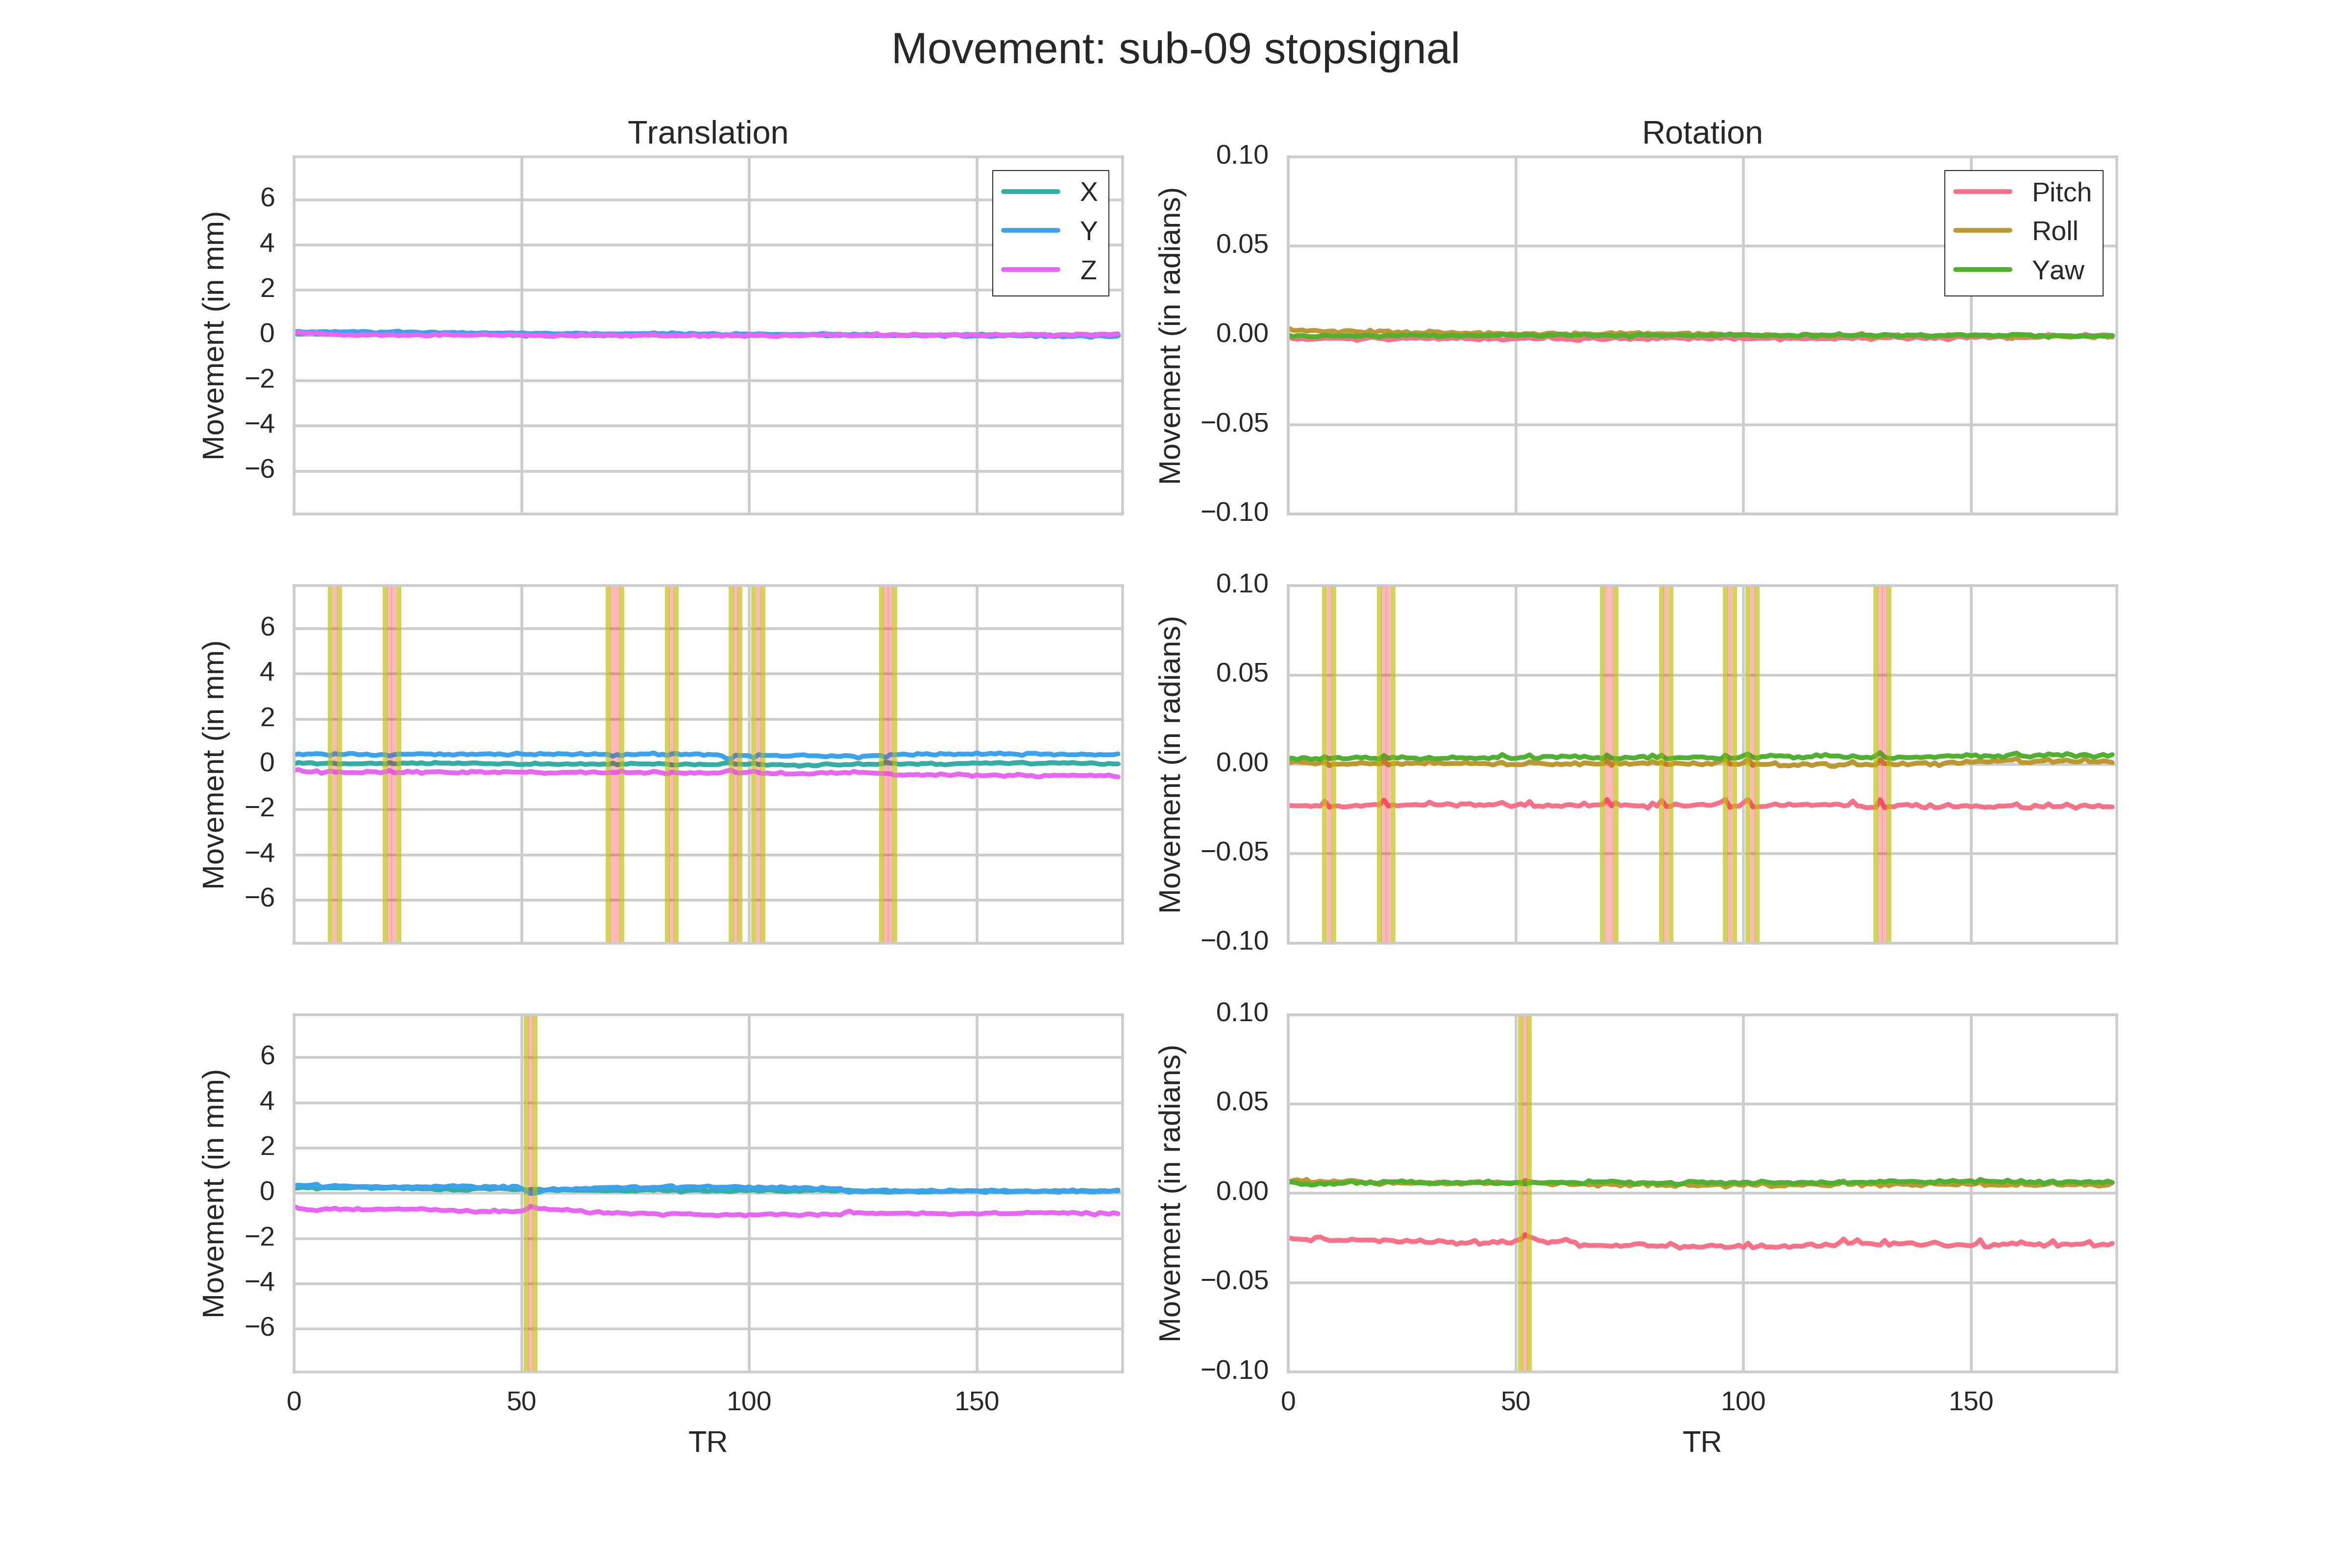 Movement: sub-09 stopsignal
Translation
Rotation
Movement (in mm)
6
4
2
0
−2
−4
−6
X
Y
Z
Movement (in radians)
0.10
0.05
0.00
−0.05
−0.10
Pitch
Roll
Yaw
Movement (in mm)
6
4
2
0
−2
−4
−6
Movement (in radians)
0.10
0.05
0.00
−0.05
−0.10
Movement (in mm)
6
4
2
0
−2
−4
−6
0 50 100 150
TR
Movement (in radians)
0.10
0.05
0.00
−0.05
−0.10
0 50 100 150
TR